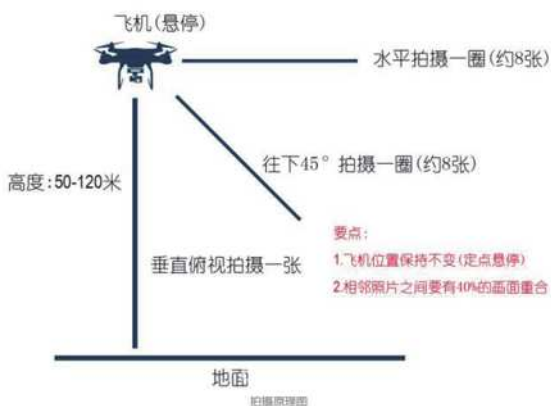 飞机(悬停)
水平拍摄一圈(约8张)
往下45°拍摄一圈(约8张)
高度:50-120米
要点:
1.飞机位置保持不变(定点悬停)
垂直俯视拍摄一张
2.相邻照片之间要有40%的画面重合
地面
拍摄原理图